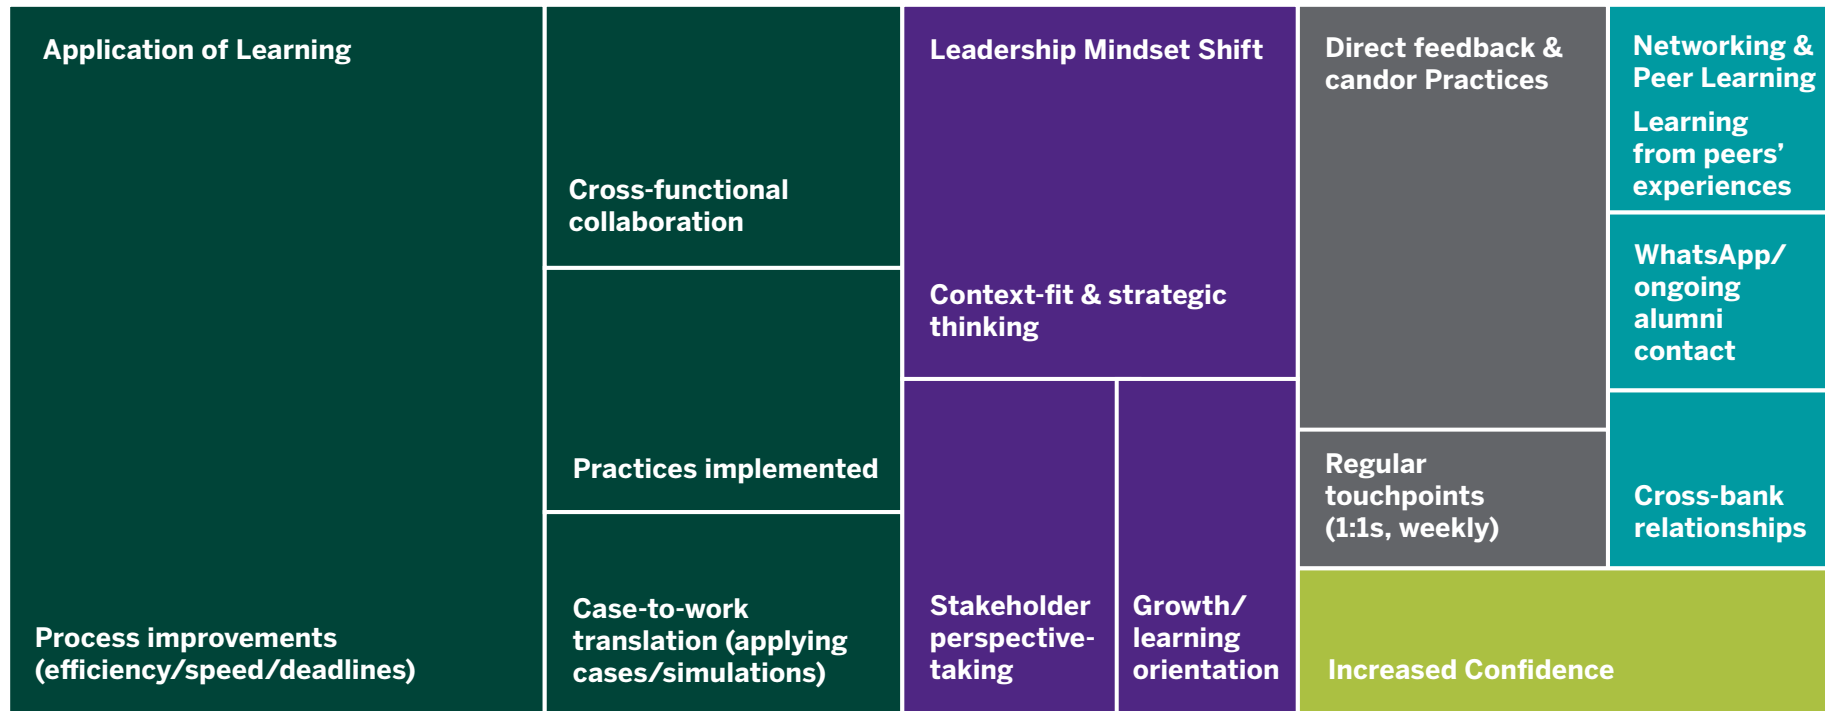 Application of Learning
Process improvements
(efficiency/speed/deadlines)
Cross-functional
collaboration
Practices implemented
Case-to-work
translation (applying
cases/simulations)
Leadership Mindset Shift
Context-fit & strategic
thinking
Stakeholder
perspective-
taking
Growth/
learning
orientation
Direct feedback &
candor Practices
Regular
touchpoints
(1:1s, weekly)
Networking &
Peer Learning
Learning
from peers’
experiences
WhatsApp/
ongoing
alumni
contact
Cross-bank
relationships
Increased Confidence